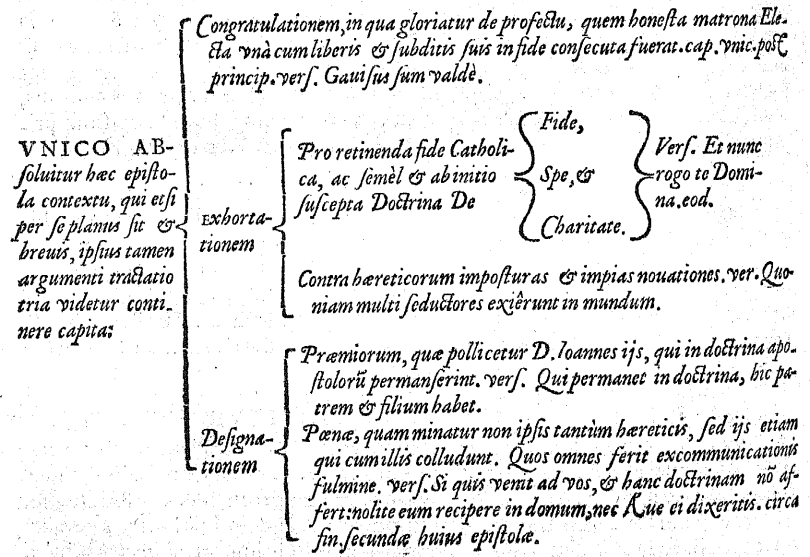 VNICO AB-
ſoluitur hæc epiſto-
la contextu, qui etſi
per ſe planus ſit &
breuis, ipſius tamen
argumenti tractatio
tria videtur conti-
nere capita:
Congratulationem, in qua gloriatur de profectu, quem honeſta matrona Ele-
cta vnà cum liberis & ſubditis ſuis in fide conſecuta fuerat. cap. vnic. poſt
princip. verſ. Gauiſus ſum valdè.
exhorta-
tionem
Pro retinenda fide Catholi-
ca, ac ſemèl & ab initio
ſuſcepta Doctrina De
Fide,
Spe, &
Charitate.
Verſ. Et nunc
rogo te Domi-
na. eod.
Contra hæreticorum impoſturas & impias nouationes. ver. Quo-
niam multi ſeductores exiêrunt in mundum.
Deſigna-
tionem
Præmiorum, quæ pollicetur D. Ioannes ijs, qui in doctrina apo-
ſtolorũ permanſerint. verſ. Qui permanet in doctrina, hic pa-
trem & filium habet.
Pœnæ, quam minatur non ipſis tantùm hæreticis, ſed ijs etiam
qui cum illis colludunt. Quos omnes ferit excommunicationis
fulmine. verſ. Si quis venit ad vos, & hanc doctrinam nõ af-
fert: nolite eum recipere in domum, nec Aue ei dixeritis. circa
fin. ſecundæ huius epiſtolæ.